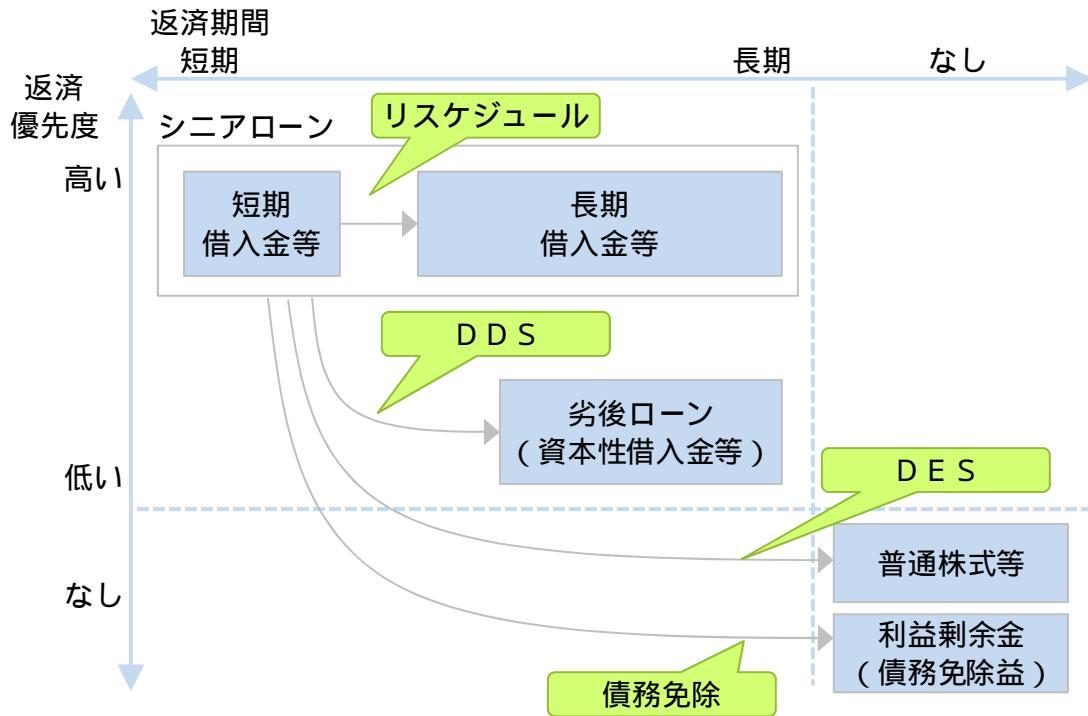 返済期間
短期
長期
なし
返済
優先度
シニアローン
リスケジュール
高い
短期
借入金等
長期
借入金等
ＤＤＳ
劣後ローン
（資本性借入金等）
低い
ＤＥＳ
普通株式等
なし
利益剰余金
（債務免除益）
債務免除